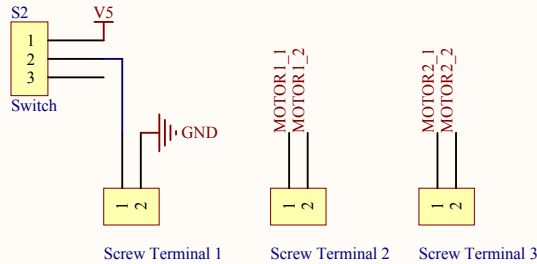 S2
V5
1
2
3
Switch
GND
MOTOR1_1
MOTOR1_2
MOTOR2_1
MOTOR2_2
1
2
1
2
1
2
Screw Terminal 1
Screw Terminal 2
Screw Terminal 3